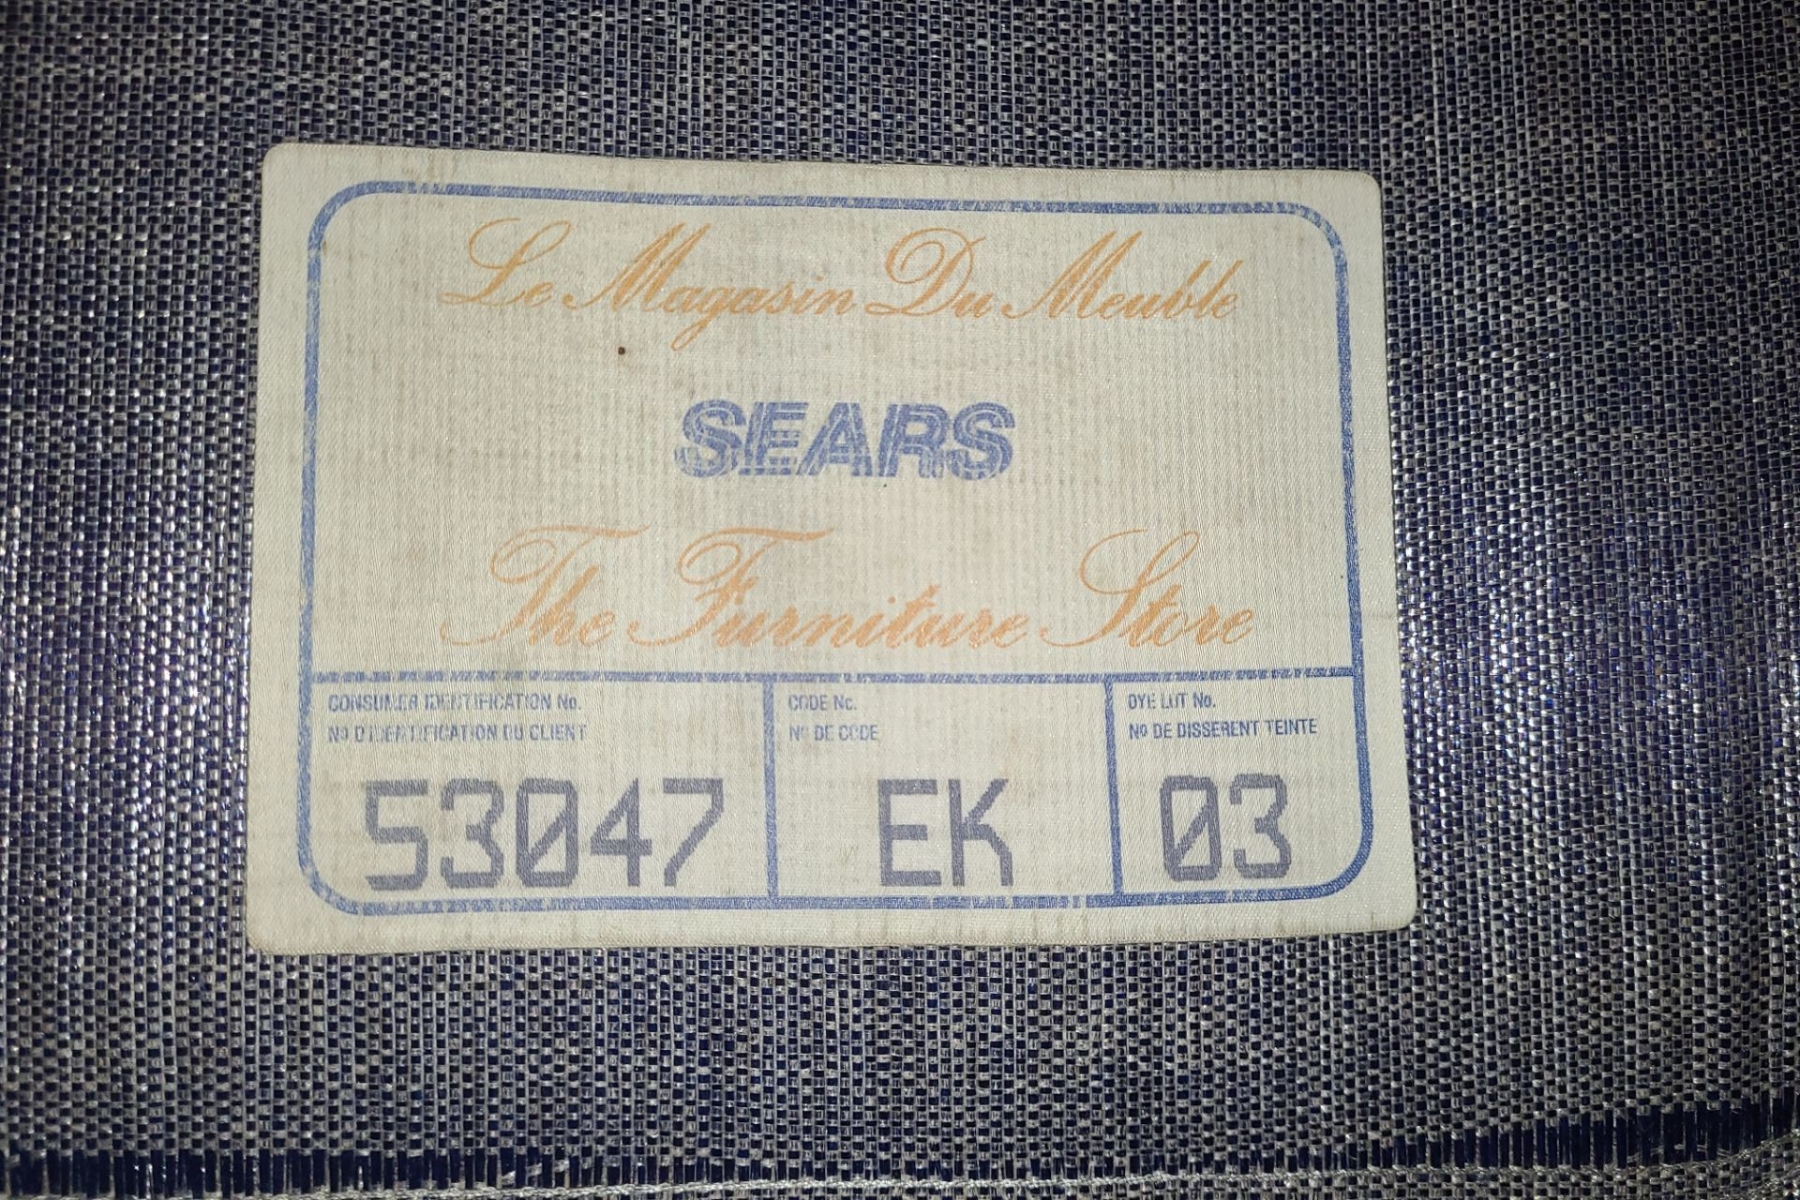 Le Magasin Du Meuble
SEARS
The Furniture Store
CONSUMER IDENTIFICATION No.
Nº D'IDENTIFICATION DU CLIENT
53047
CODE No.
Nº DE CODE
EK
DYE LOT No.
Nº DE DISSERENT TEINTE
03